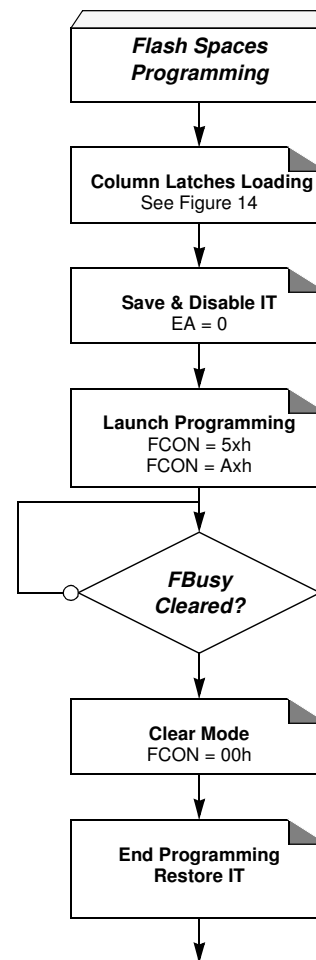 Flash Spaces
Programming
Column Latches Loading
See Figure 14
Save & Disable IT
EA = 0
Launch Programming
FCON = 5xh
FCON = Axh
FBusy
Cleared?
Clear Mode
FCON = 00h
End Programming
Restore IT